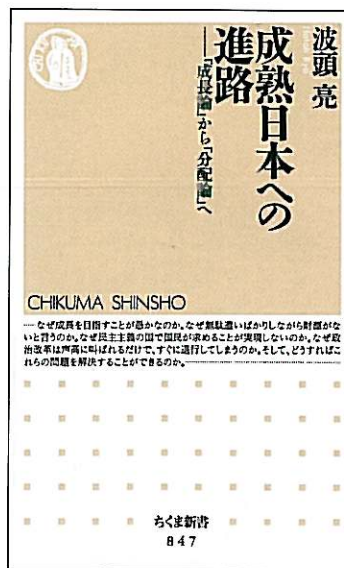 波頭 亮
成熟日本への
進路
──「成長論」から「分配論」へ
CHIKUMA SHINSHO
──なぜ成長を目指すことが愚かなのか。なぜ無駄遣いばかりしながら財源がな
いと言うのか。なぜ民主主義の国で国民が求めることが実現しないのか。なぜ政
治改革は声高に叫ばれるだけで、すぐに退行してしまうのか。そして、どうすればこ
れらの問題を解決することができるのか。──
ちくま新書
847